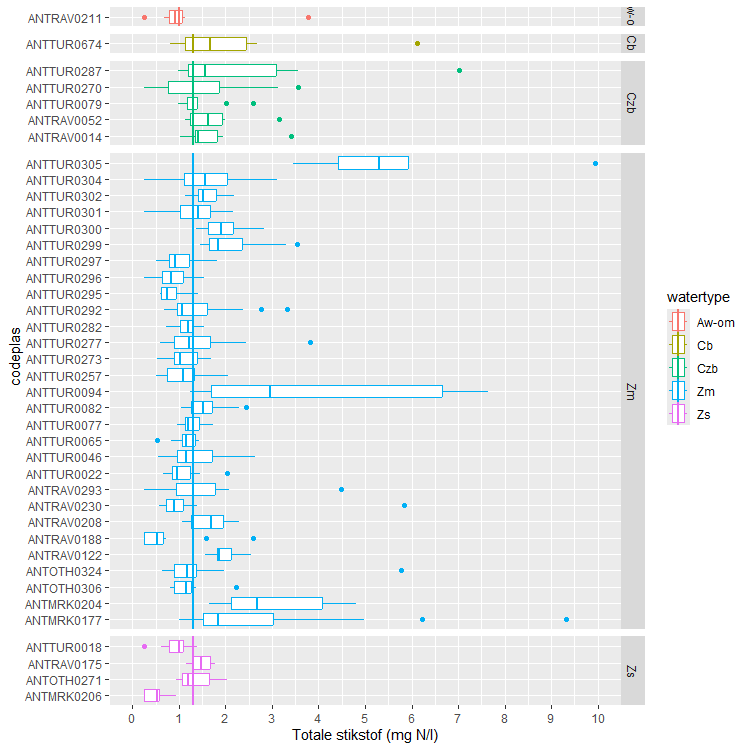 ANTRAV0211
ANTTUR0674
Cb
ANTTUR0287
ANTTUR0270
ANTTUR0079
ANTRAV0052
ANTRAV0014
Czb
ANTTUR0305
ANTTUR0304
ANTTUR0302
ANTTUR0301
ANTTUR0300
ANTTUR0299
ANTTUR0297
ANTTUR0296
ANTTUR0295
ANTTUR0292
ANTTUR0282
ANTTUR0277
ANTTUR0273
ANTTUR0257
ANTTUR0094
ANTTUR0082
ANTTUR0077
ANTTUR0065
ANTTUR0046
ANTTUR0022
ANTRAV0293
ANTRAV0230
ANTRAV0208
ANTRAV0188
ANTRAV0122
ANTOTH0324
ANTOTH0306
ANTMRK0204
ANTMRK0177
Zm
ANTTUR0018
ANTRAV0175
ANTOTH0271
ANTMRK0206
Zs
codeplas
0 1 2 3 4 5 6 7 8 9 10
Totale stikstof (mg N/l)
watertype
Aw-om
Cb
Czb
Zm
Zs